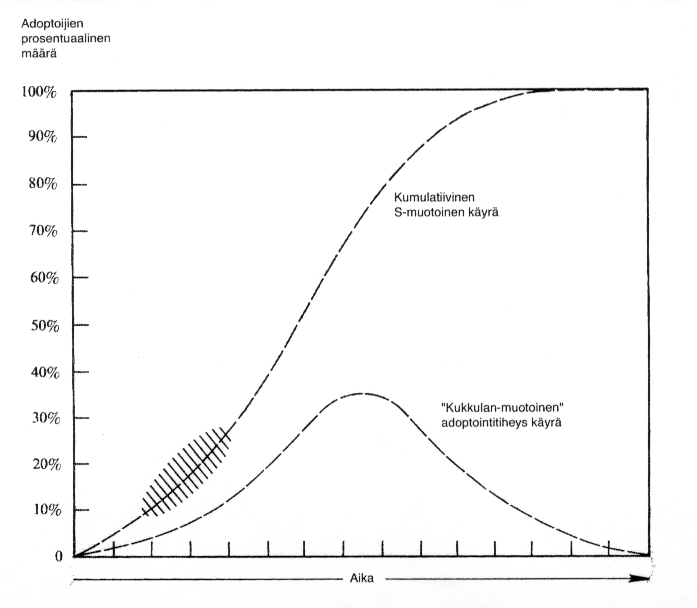 Adoptoijien
prosentuaalinen
määrä
100%
90%
80%
70%
60%
50%
40%
30%
20%
10%
0
Kumulatiivinen
S-muotoinen käyrä
"Kukkulan-muotoinen"
adoptointitiheys käyrä
Aika